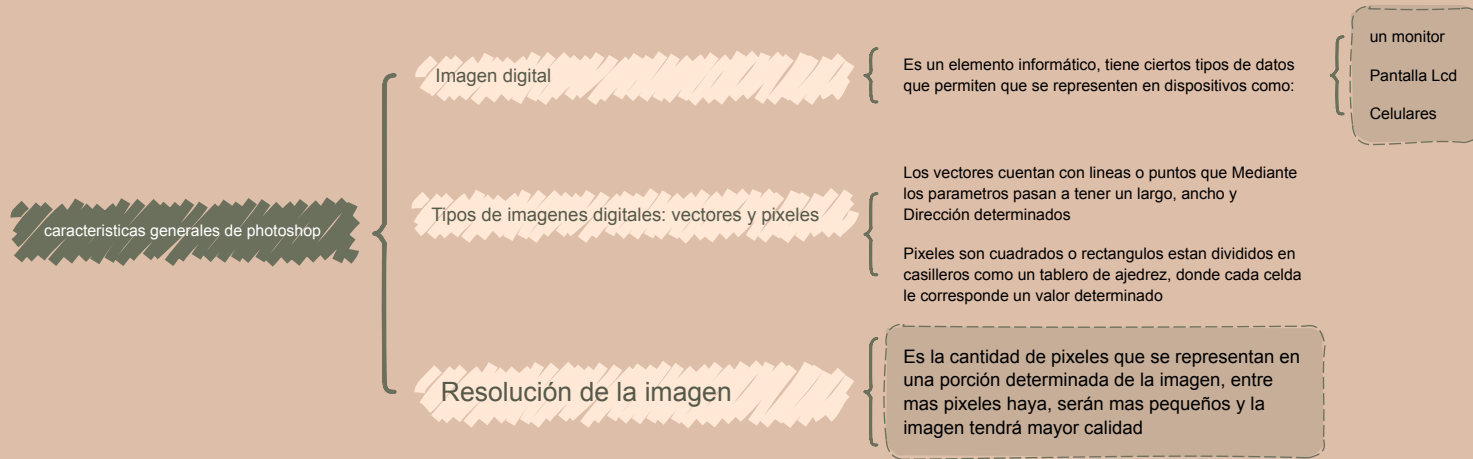 caracteristicas generales de photoshop
Imagen digital
Es un elemento informático, tiene ciertos tipos de datos
que permiten que se representen en dispositivos como:
un monitor
Pantalla Lcd
Celulares
Tipos de imagenes digitales: vectores y pixeles
Los vectores cuentan con lineas o puntos que Mediante
los parametros pasan a tener un largo, ancho y
Dirección determinados
Pixeles son cuadrados o rectangulos estan divididos en
casilleros como un tablero de ajedrez, donde cada celda
le corresponde un valor determinado
Resolución de la imagen
Es la cantidad de pixeles que se representan en
una porción determinada de la imagen, entre
mas pixeles haya, serán mas pequeños y la
imagen tendrá mayor calidad